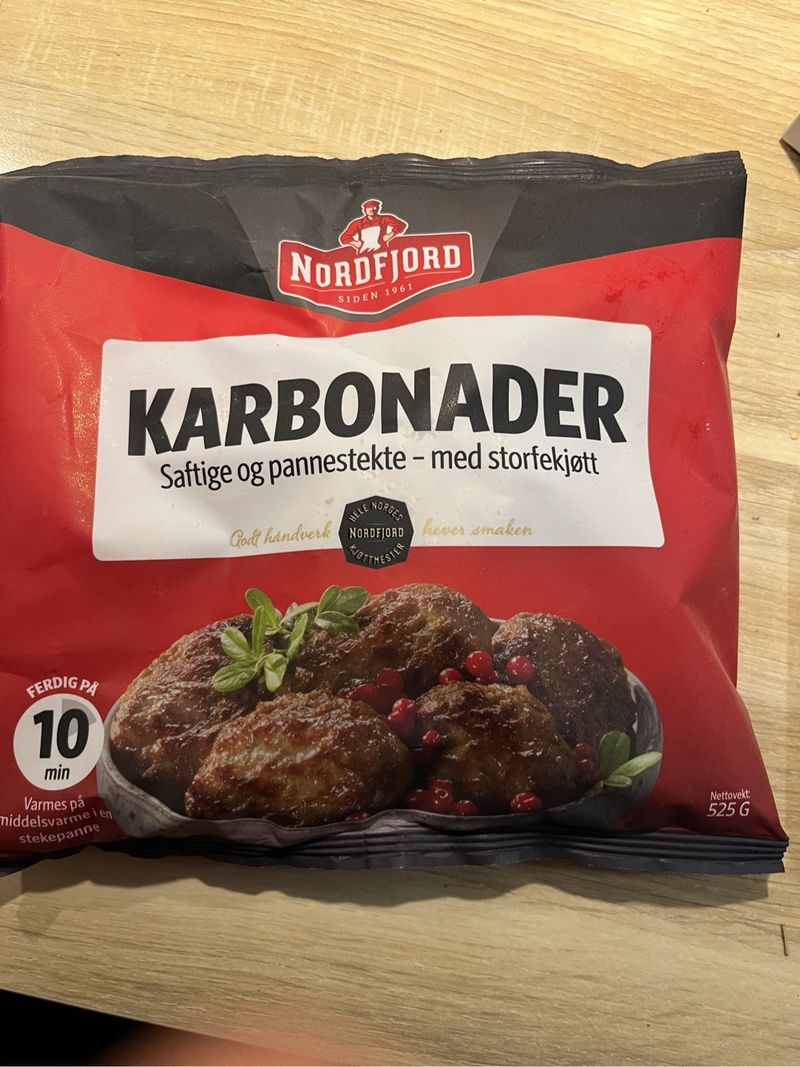 NORDFJORD
SIDEN 1961
KARBONADER
Saftige og pannestekte – med storfekjøtt
Godt håndverk
HELE NORGES
NORDFJORD
KJØTTMESTER
hever smaken
FERDIG PÅ
10
min
Varmes på
middelsvarme i en
stekepanne
Nettovekt:
525 G